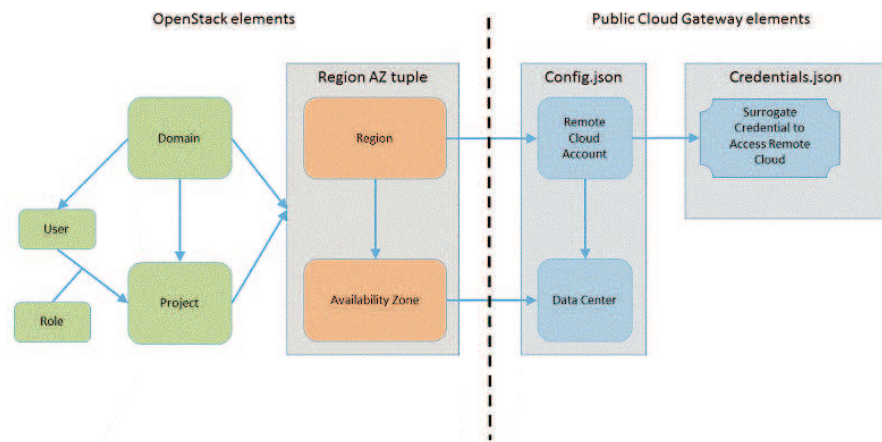 OpenStack elements
Public Cloud Gateway elements
Region AZ tuple
Config.json
Credentials.json
Domain
Region
Remote
Cloud
Account
Surrogate
Credential to
Access Remote
Cloud
User
Project
Availability Zone
Data Center
Role